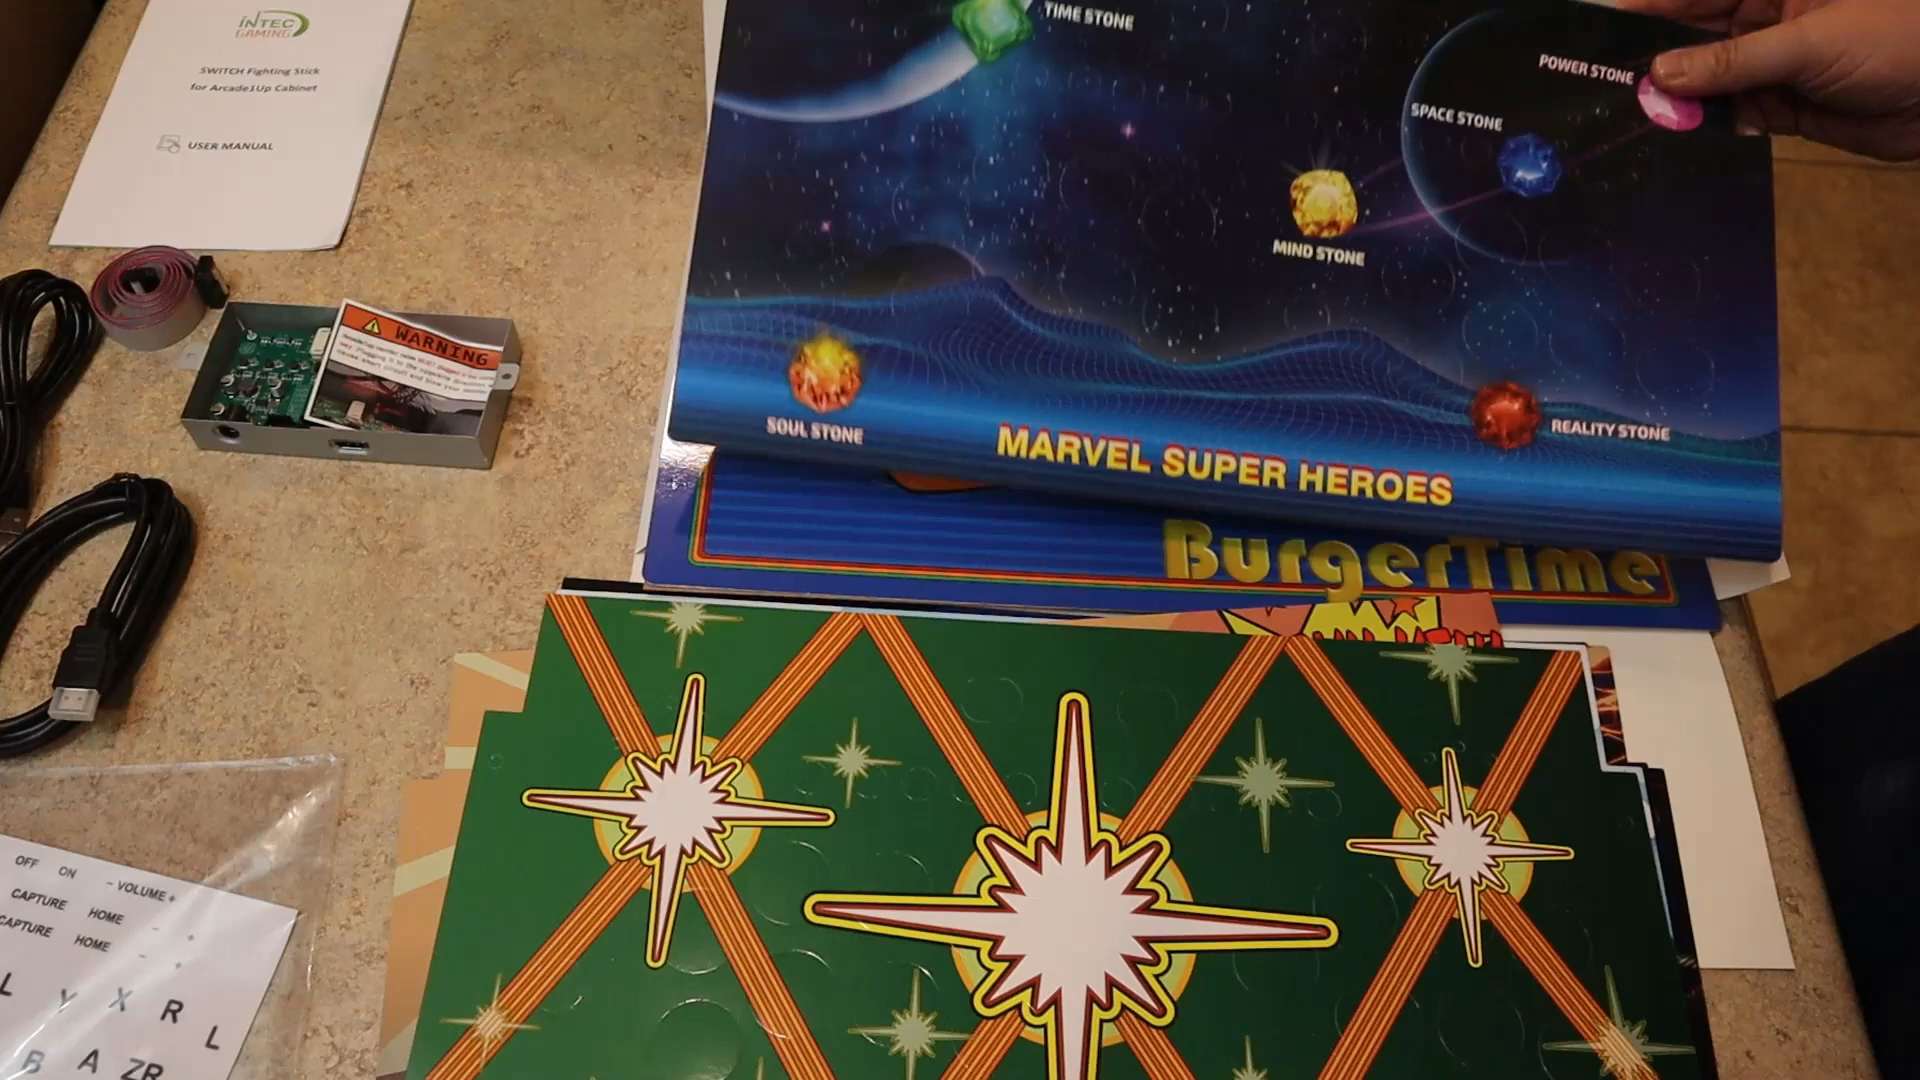 INTEC
GAMING
SWITCH Fighting Stick
for Arcade1Up Cabinet
USER MANUAL
TIME STONE
POWER STONE
SPACE STONE
MIND STONE
SOUL STONE
REALITY STONE
MARVEL SUPER HEROES
WARNING
BurgerTime
OFF ON - VOLUME +
CAPTURE HOME - +
CAPTURE HOME - +
L Y X R L
B A ZR